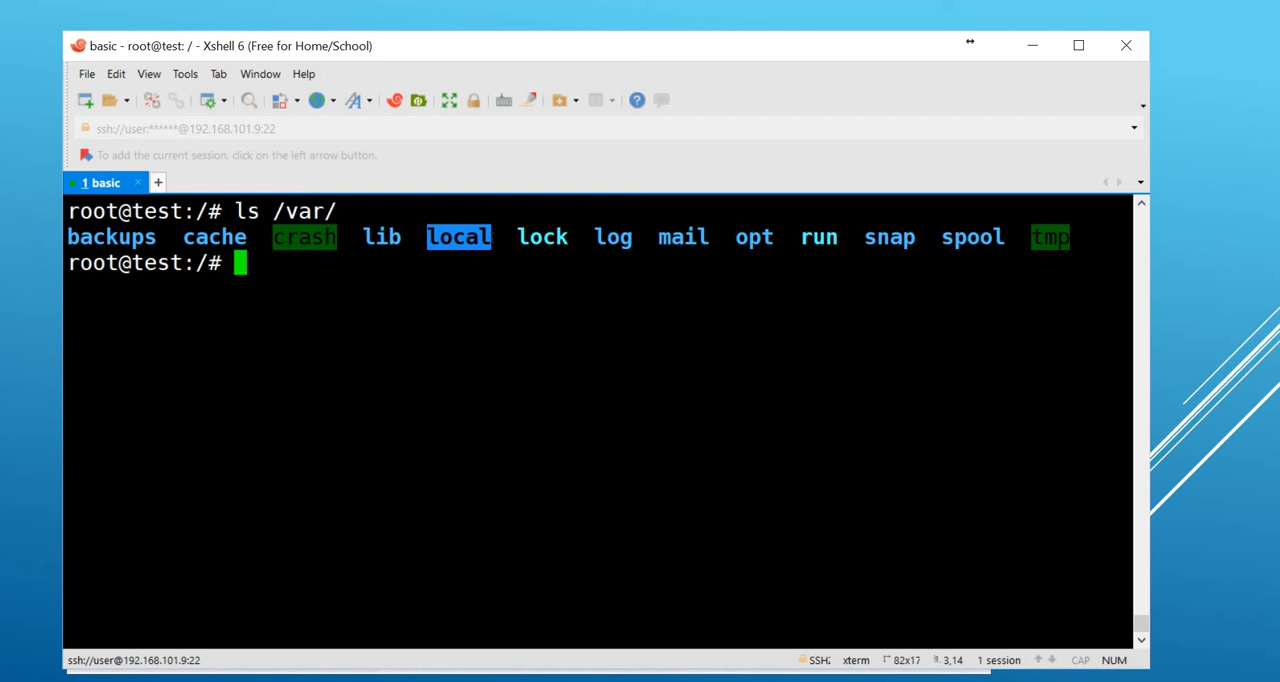 basic - root@test: / - Xshell 6 (Free for Home/School)
File Edit View Tools Tab Window Help
ssh://user:******@192.168.101.9:22
To add the current session, click on the left arrow button.
1 basic
root@test:/# ls /var/
backups cache crash lib local lock log mail opt run snap spool tmp
root@test:/#
ssh://user@192.168.101.9:22 SSH2 xterm 82x17 3,14 1 session CAP NUM